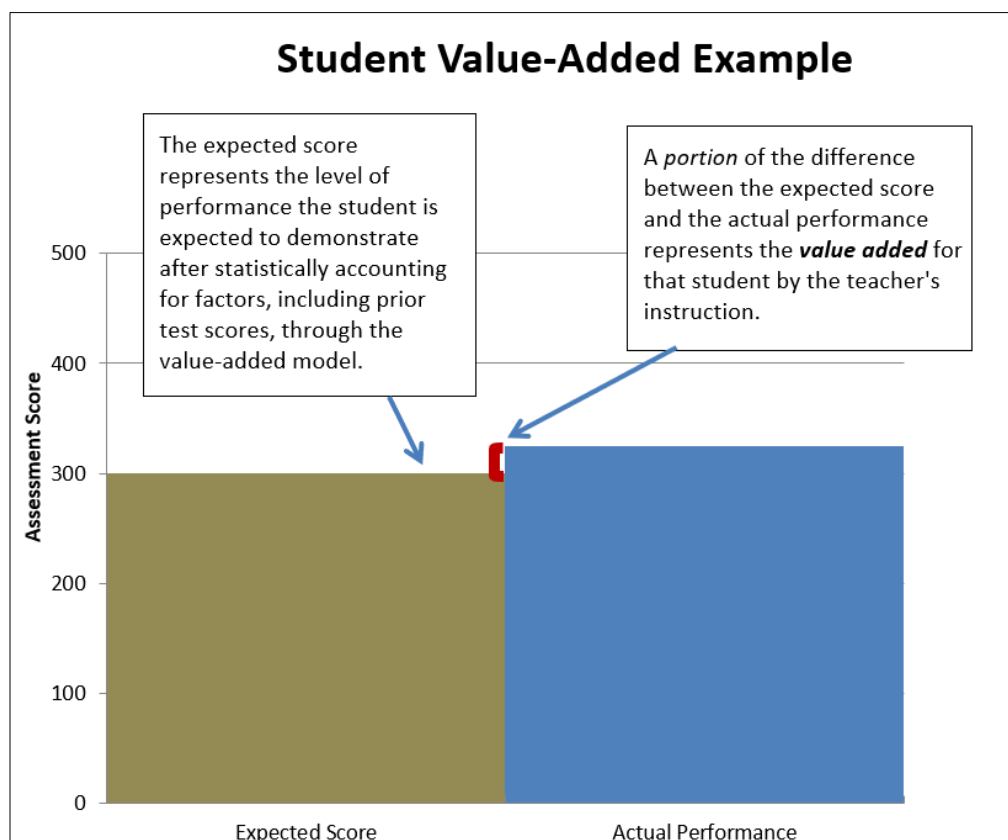 Student Value-Added Example
The expected score
represents the level of
performance the student is
expected to demonstrate
after statistically accounting
for factors, including prior
test scores, through the
value-added model.
A portion of the difference
between the expected score
and the actual performance
represents the value added for
that student by the teacher's
instruction.
Assessment Score
500
400
300
200
100
0
Expected Score
Actual Performance